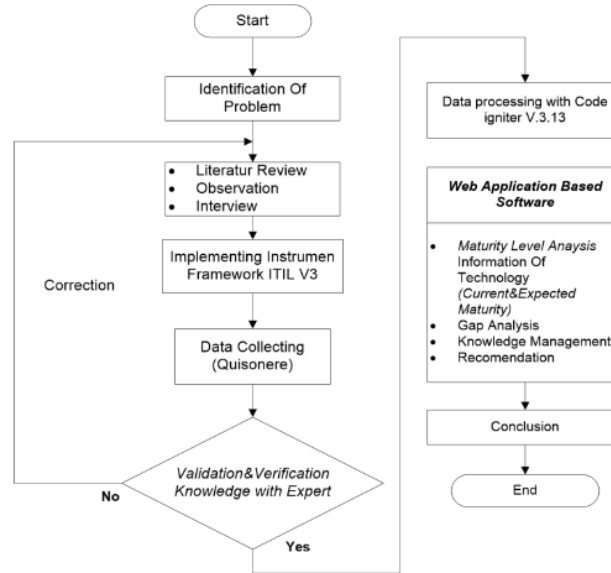 Start
Identification Of
Problem
• Literatur Review
• Observation
• Interview
Implementing Instrumen
Framework ITIL V3
Correction
Data Collecting
(Quisonere)
Validation&Verification
Knowledge with Expert
No
Yes
Data processing with Code
igniter V.3.13
Web Application Based
Software
• Maturity Level Anaysis
Information Of
Technology
(Current&Expected
Maturity)
• Gap Analysis
• Knowledge Management
• Recomendation
Conclusion
End